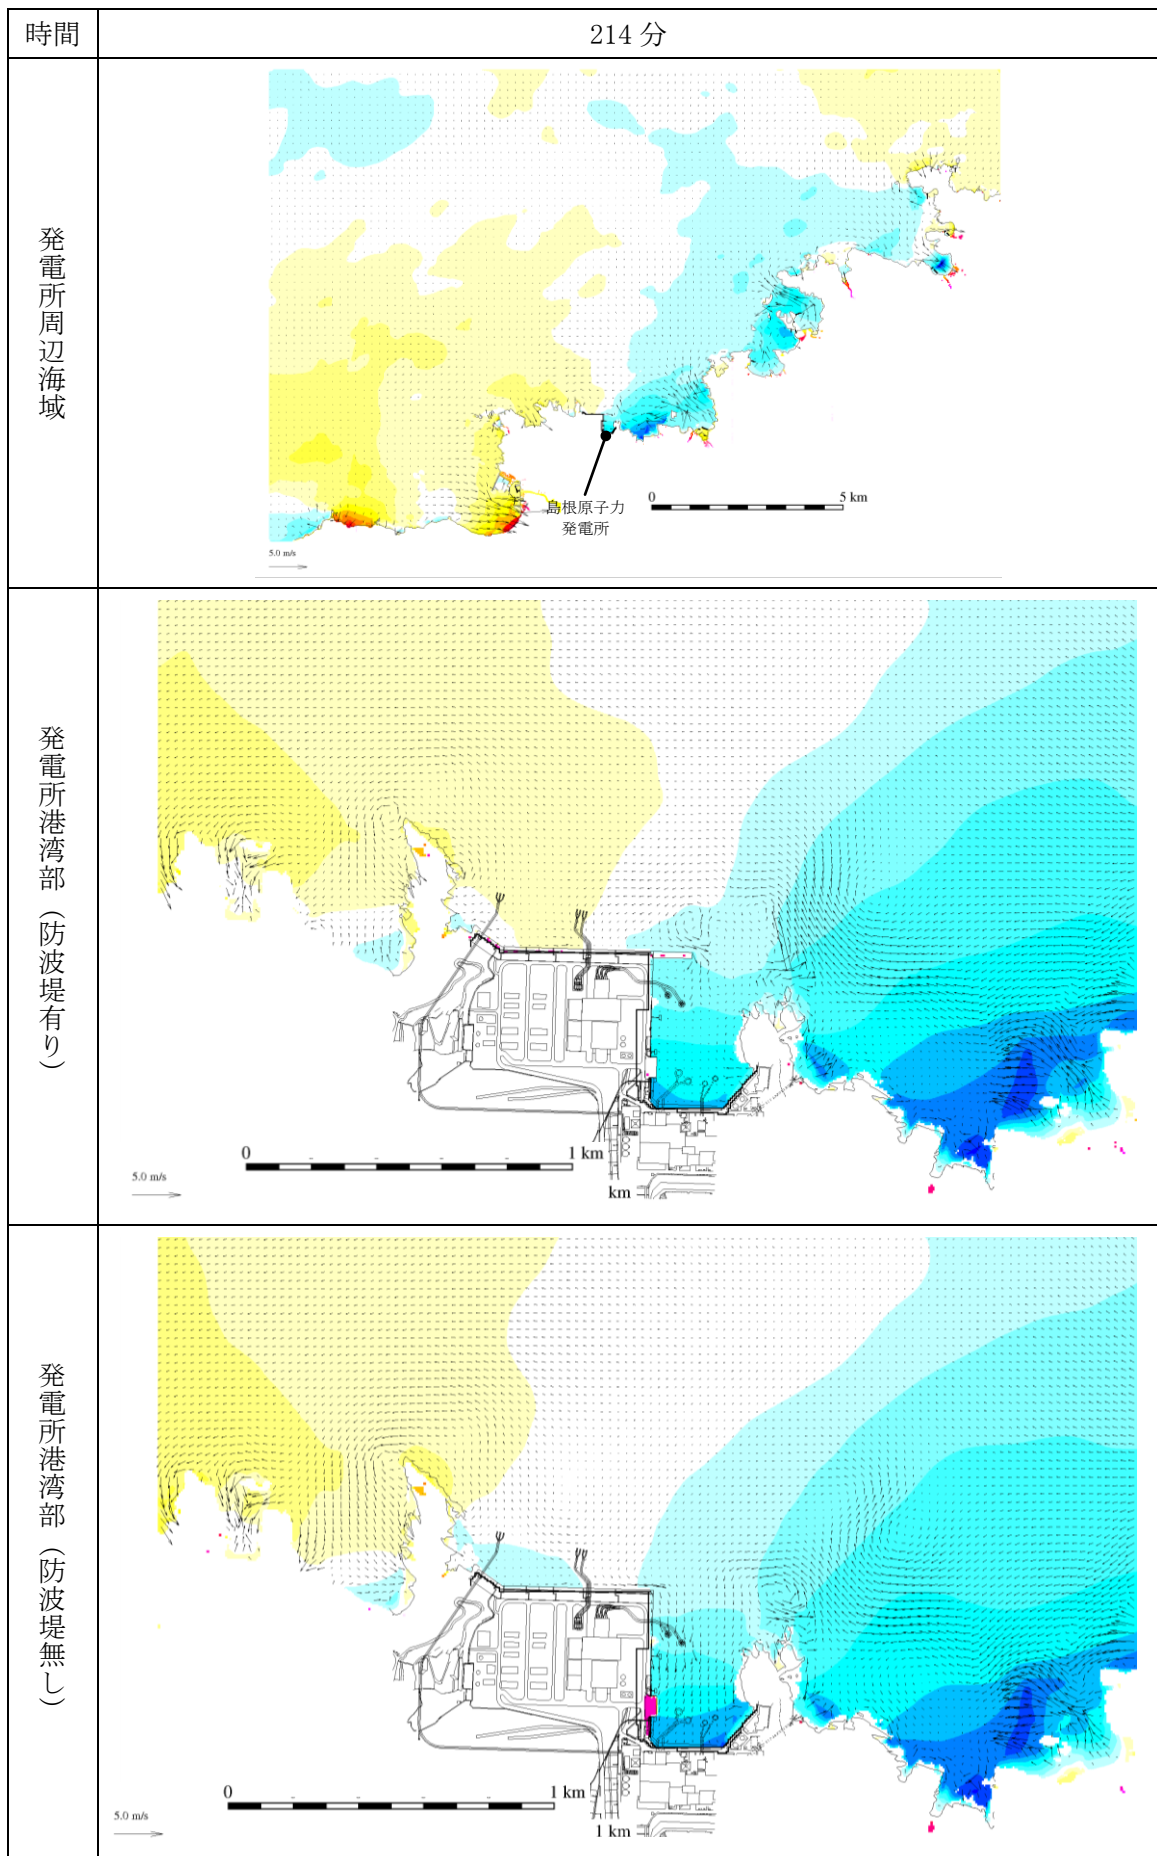 時間
214 分
発電所周辺海域
島根原子力
発電所
0
5 km
5.0 m/s
発電所港湾部（防波堤有り）
0
1 km
5.0 m/s
km
発電所港湾部（防波堤無し）
0
1 km
5.0 m/s
1 km